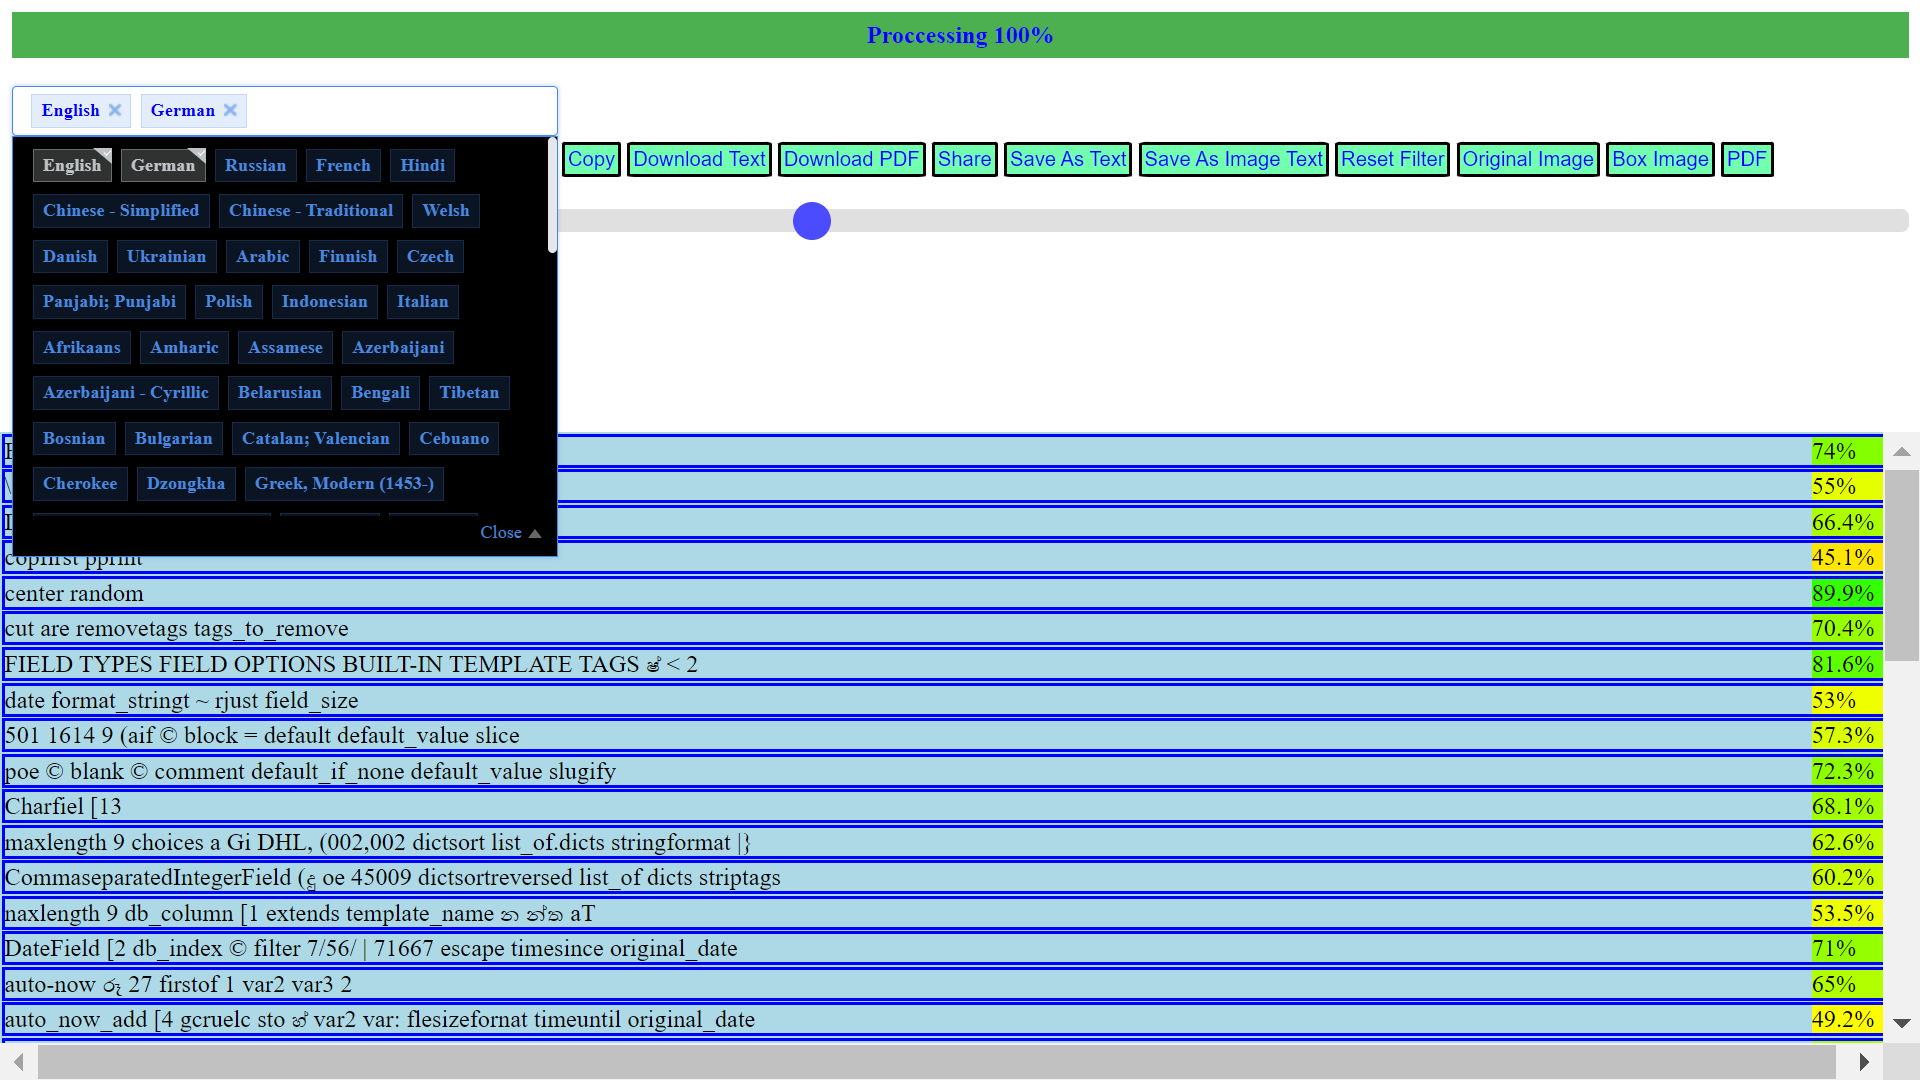 Proccessing 100%
English German
English German Russian French Hindi
Chinese - Simplified Chinese - Traditional Welsh
Danish Ukrainian Arabic Finnish Czech
Panjabi; Punjabi Polish Indonesian Italian
Afrikaans Amharic Assamese Azerbaijani
Azerbaijani - Cyrillic Belarusian Bengali Tibetan
Bosnian Bulgarian Catalan; Valencian Cebuano
Cherokee Dzongkha Greek, Modern (1453-)
Close
Copy Download Text Download PDF Share Save As Text Save As Image Text Reset Filter Original Image Box Image PDF
74%
55%
66.4%
pprint 45.1%
center random 89.9%
cut are removetags tags_to_remove 70.4%
FIELD TYPES FIELD OPTIONS BUILT-IN TEMPLATE TAGS ෂ් < 2 81.6%
date format_stringt ~ rjust field_size 53%
501 1614 9 (aif © block = default default_value slice 57.3%
poe © blank © comment default_if_none default_value slugify 72.3%
Charfiel [13 68.1%
maxlength 9 choices a Gi DHL, (002,002 dictsort list_of.dicts stringformat |} 62.6%
CommaseparatedIntegerField oe 45009 dictsortreversed list_of dicts striptags 60.2%
naxlength 9 db_column [1 extends template_name න න්ත aT 53.5%
DateField [2 db_index © filter 7/56/ | 71667 escape timesince original_date 71%
auto-now රූ 27 firstof 1 var2 var3 2 65%
auto_now_add [4 gcruelc sto හ් var2 var: flesizefornat timeuntil original_date 49.2%